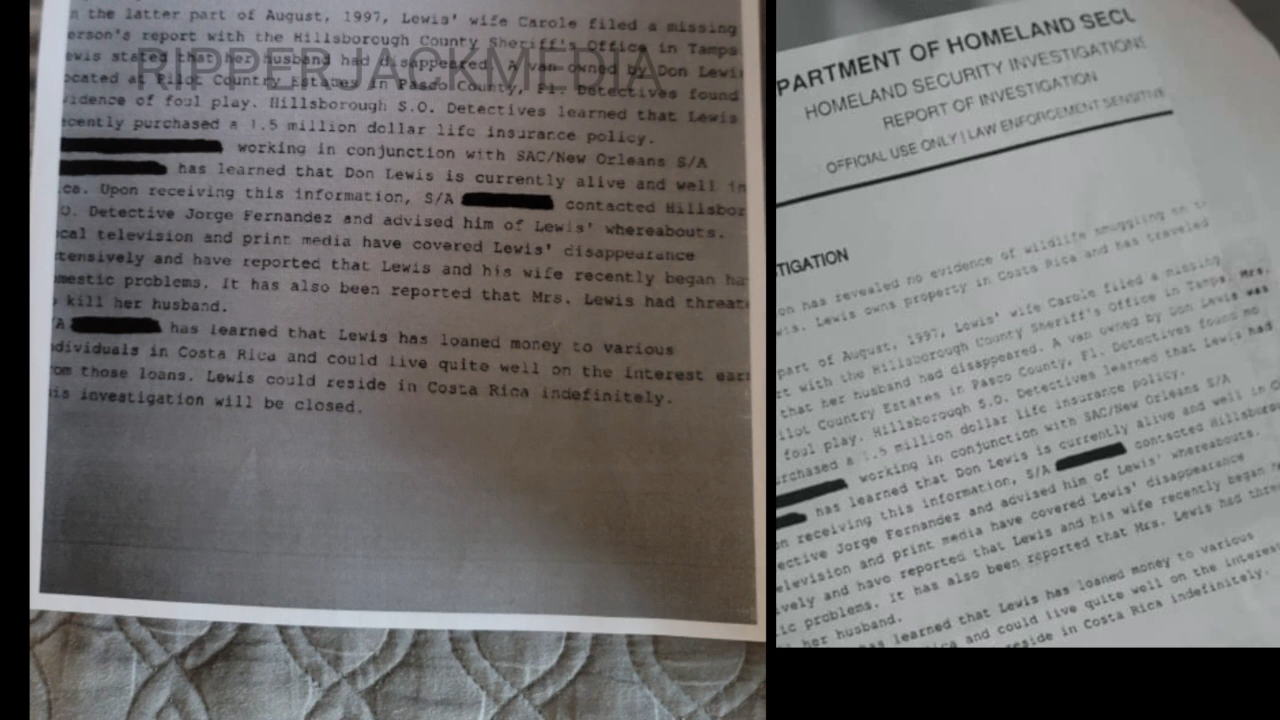 n the latter part of August, 1997, Lewis' wife Carole filed a missing
erson's report with the Hillsborough County Sheriff's Office in Tampa
ewis stated that her husband had disappeared. A van owned by Don Lewi
ocated at Pilot Country Estates in Pasco County, Fl. Detectives found
vidence of foul play. Hillsborough S.O. Detectives learned that Lewis
ecently purchased a 1.5 million dollar life insurance policy.
working in conjunction with SAC/New Orleans S/A
has learned that Don Lewis is currently alive and well in
ica. Upon receiving this information, S/A contacted Hillsbor
O. Detective Jorge Fernandez and advised him of Lewis' whereabouts.
ocal television and print media have covered Lewis' disappearance
xtensively and have reported that Lewis and his wife recently began ha
omestic problems. It has also been reported that Mrs. Lewis had threat
o kill her husband.
/A has learned that Lewis has loaned money to various
ndividuals in Costa Rica and could live quite well on the interest earn
rom those loans. Lewis could reside in Costa Rica indefinitely.
his investigation will be closed.
RIPPERJACKMEDIA
PARTMENT OF HOMELAND SECU
HOMELAND SECURITY INVESTIGATIONS
REPORT OF INVESTIGATION
OFFICIAL USE ONLY | LAW ENFORCEMENT SENSITIVE
STIGATION
on has revealed no evidence of wildlife smuggling on
wis. Lewis owns property in Costa Rica and has traveled
part of August, 1997, Lewis' wife Carole filed a missing
rt with the Hillsborough County Sheriff's Office in Tampa. Mrs.
that her husband had disappeared. A van owned by Don Lewis was
ilot Country Estates in Pasco County, Fl. Detectives found no
foul play. Hillsborough S.O. Detectives learned that Lewis had
urchased a 1.5 million dollar life insurance policy.
working in conjunction with SAC/New Orleans S/A
has learned that Don Lewis is currently alive and well in C
n receiving this information, S/A contacted Hillsboro
ective Jorge Fernandez and advised him of Lewis' whereabouts.
elevision and print media have covered Lewis' disappearance
ively and have reported that Lewis and his wife recently began
ic problems. It has also been reported that Mrs. Lewis had thre
her husband.
has learned that Lewis has loaned money to various
ica and could live quite well on the interes
reside in Costa Rica indefinitely.